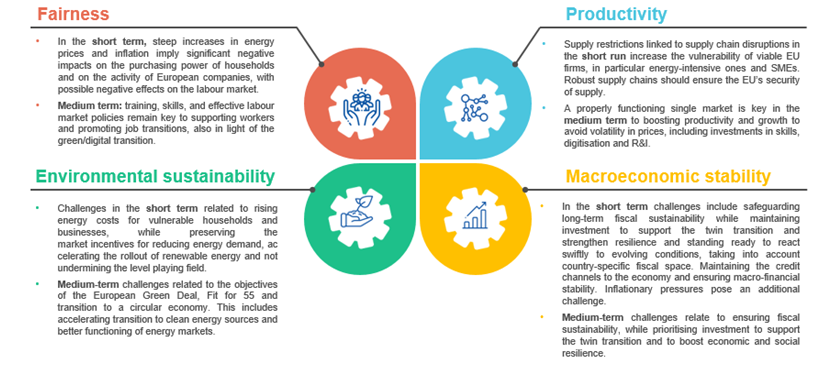 Fairness
In the short term, steep increases in energy
prices and inflation imply significant negative
impacts on the purchasing power of households
and on the activity of European companies, with
possible negative effects on the labour market.
Medium term: training, skills, and effective labour
market policies remain key to supporting workers
and promoting job transitions, also in light of the
green/digital transition.
Productivity
Supply restrictions linked to supply chain disruptions in
the short run increase the vulnerability of viable EU
firms, in particular energy-intensive ones and SMEs.
Robust supply chains should ensure the EU's security
of supply.
A properly functioning single market is key in the
medium term to boosting productivity and growth to
avoid volatility in prices, including investments in skills,
digitisation and R&I.
Environmental sustainability
Challenges in the short term related to rising
energy costs for vulnerable households and
businesses, while preserving the
market incentives for reducing energy demand, ac
celerating the rollout of renewable energy and not
undermining the level playing field.
Medium-term challenges related to the objectives
of the European Green Deal, Fit for 55 and
transition to a circular economy. This includes
accelerating transition to clean energy sources and
better functioning of energy markets.
Macroeconomic stability
In the short term challenges include safeguarding
long-term fiscal sustainability while maintaining
investment to support the twin transition and
strengthen resilience and standing ready to react
swiftly to evolving conditions, taking into account
country-specific fiscal space. Maintaining the credit
channels to the economy and ensuring macro-financial
stability. Inflationary pressures pose an additional
challenge.
Medium-term challenges relate to ensuring fiscal
sustainability, while prioritising investment to support
the twin transition and to boost economic and social
resilience.